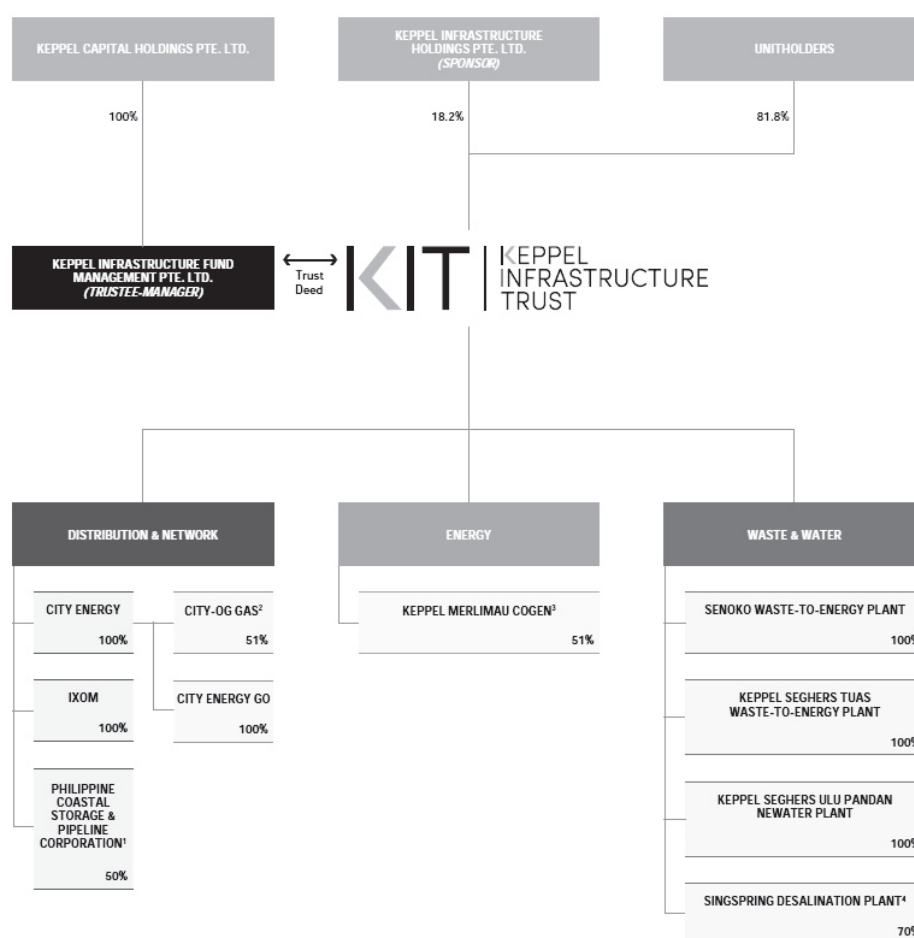 KEPPEL CAPITAL HOLDINGS PTE. LTD.
KEPPEL INFRASTRUCTURE
HOLDINGS PTE. LTD.
(SPONSOR)
UNITHOLDERS
100%
18.2%
81.8%
KEPPEL INFRASTRUCTURE FUND
MANAGEMENT PTE. LTD.
(TRUSTEE-MANAGER)
Trust
Deed
KIT
KEPPEL
INFRASTRUCTURE
TRUST
DISTRIBUTION & NETWORK
CITY ENERGY
100%
CITY-OG GAS²
51%
IXOM
100%
CITY ENERGY GO
100%
PHILIPPINE
COASTAL
STORAGE &
PIPELINE
CORPORATION¹
50%
ENERGY
KEPPEL MERLIMAU COGEN³
51%
WASTE & WATER
SENOKO WASTE-TO-ENERGY PLANT
100%
KEPPEL SEGHERS TUAS
WASTE-TO-ENERGY PLANT
100%
KEPPEL SEGHERS ULU PANDAN
NEWATER PLANT
100%
SINGSPRING DESALINATION PLANT⁴
70%